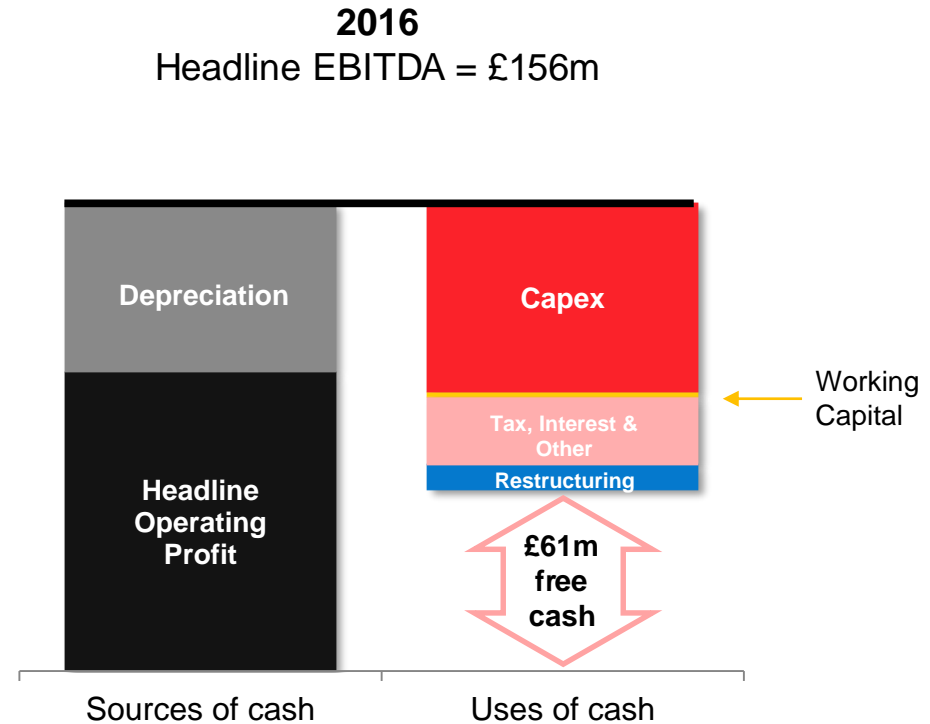 2016
Headline EBITDA = £156m
Depreciation
Headline
Operating
Profit
Capex
Working
Capital
Tax, Interest &
Other
Restructuring
£61m
free
cash
Sources of cash
Uses of cash